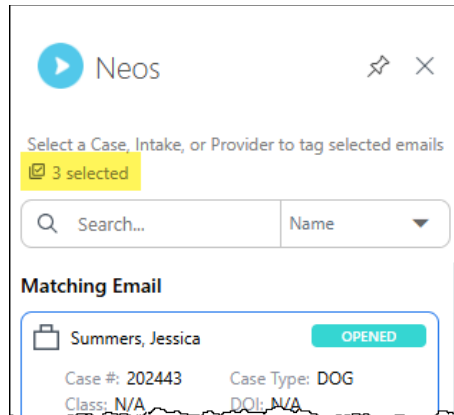 Neos
Select a Case, Intake, or Provider to tag selected emails
3 selected
Search... Name
Matching Email
Summers, Jessica OPENED
Case #: 202443 Case Type: DOG
Class: N/A DOI: N/A